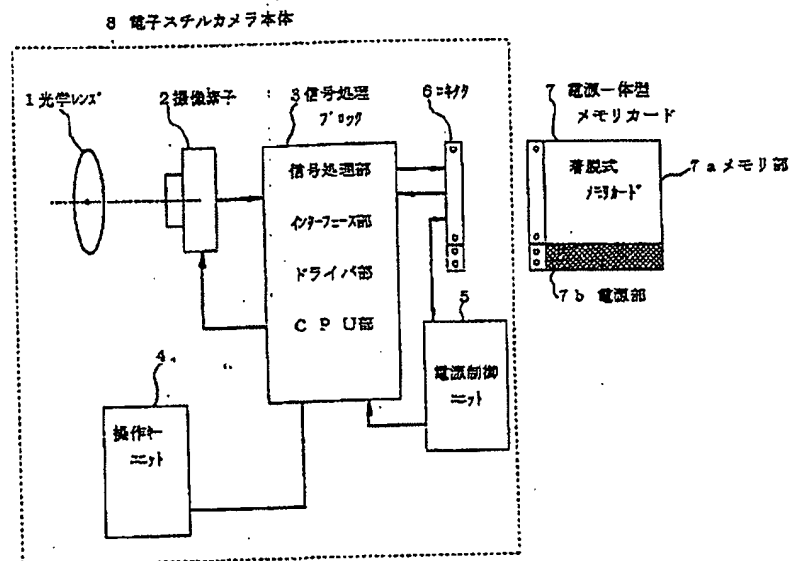 8 電子スチルカメラ本体
1光学レンズ
2撮像素子
3信号処理
ブロック
6コネクタ
7 電源一体型
メモリカード
信号処理部
インターフェース部
ドライバ部
CPU部
着脱式
メモリカード
7aメモリ部
7b 電源部
5
電源制御
ユニット
4
操作キー
ユニット